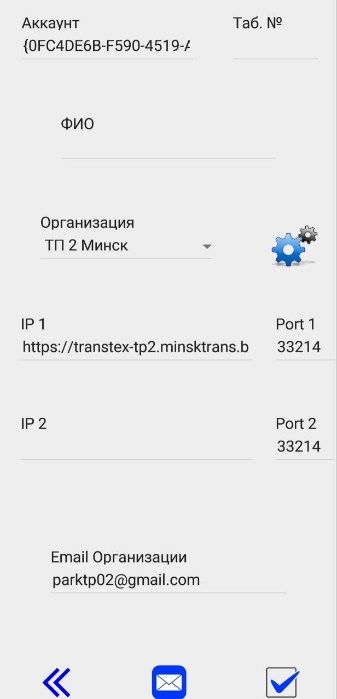 Аккаунт
Таб. №
{0FC4DE6B-F590-4519-A
ФИО
Организация
ТП 2 Минск
IP 1
Port 1
https://transtex-tp2.minsktrans.b
33214
IP 2
Port 2
33214
Email Организации
parktp02@gmail.com